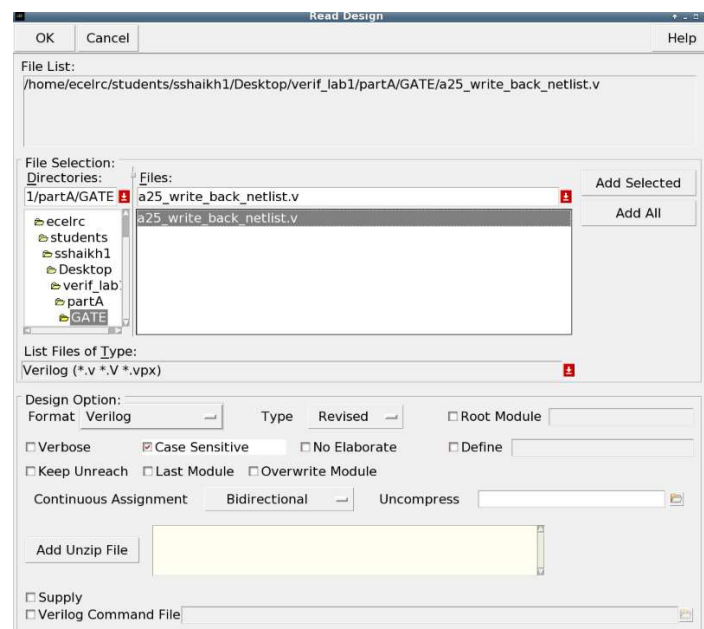 Read Design
OK Cancel Help
File List:
/home/ecelrc/students/sshaikh1/Desktop/verif_lab1/partA/GATE/a25_write_back_netlist.v
File Selection:
Directories: Files:
1/partA/GATE a25_write_back_netlist.v Add Selected
a25_write_back_netlist.v Add All
ecelrc
students
sshaikh1
Desktop
verif_lab
partA
GATE
List Files of Type:
Verilog (*.v *.V *.vpx)
Design Option:
Format Verilog Type Revised Root Module
Verbose Case Sensitive No Elaborate Define
Keep Unreach Last Module Overwrite Module
Continuous Assignment Bidirectional Uncompress
Add Unzip File
Supply
Verilog Command File